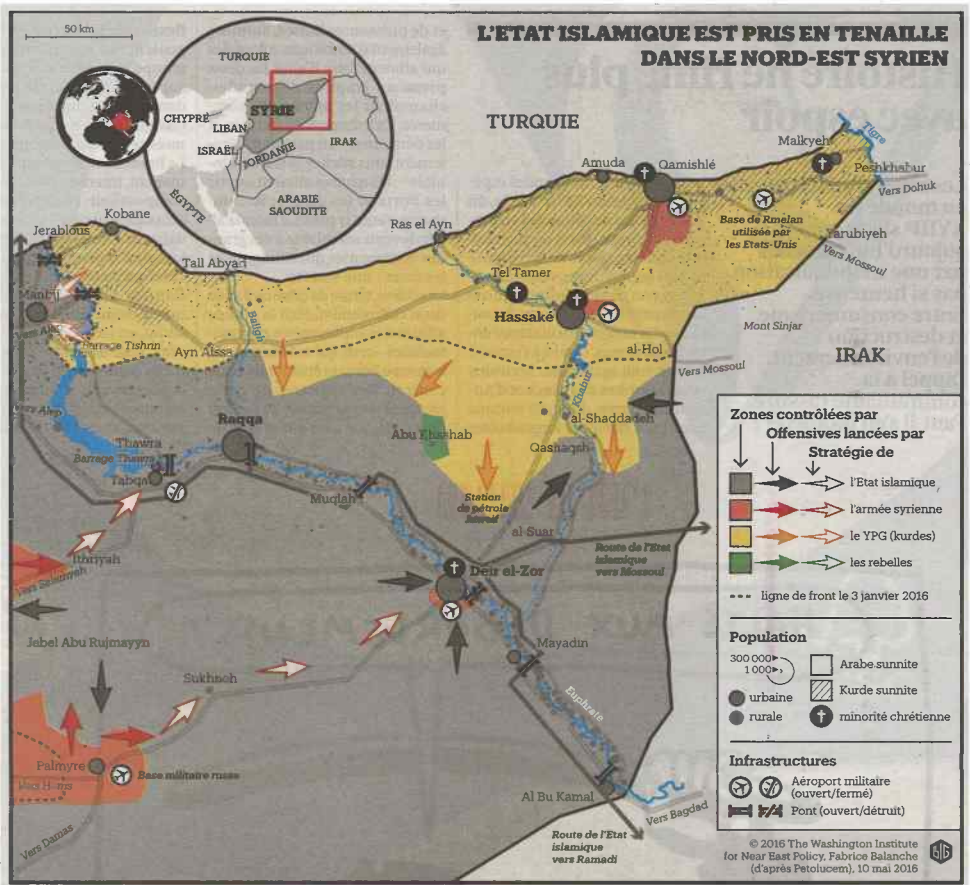 50 km
L'ETAT ISLAMIQUE EST PRIS EN TENAILLE
DANS LE NORD-EST SYRIEN
TURQUIE
CHYPRE
SYRIE
LIBAN
ISRAËL
JORDANIE
IRAK
ÉGYPTE
ARABIE
SAOUDITE
TURQUIE
Tigre
Malkyeh
Peshkhabur
Vers Dohuk
Amuda
Qamishlé
Base de Rmelan
utilisée par
les Etats-Unis
Yarubiyeh
Vers Mossoul
Kobane
Jerablous
Ras el Ayn
Tall Abyad
Tel Tamer
Hassaké
Manbij
Vers Alep
Barrage Tishrin
Ayn Aïssa
Baligh
al-Hol
Vers Mossoul
Mont Sinjar
IRAK
Khabur
Vers Alep
Raqqa
Abu Khashab
al-Shaddadeh
Qasnaqsh
Thawra
Barrage Thawra
Tabqa
Muqlah
Station
de pétrole
al-Suar
Route de l'Etat
islamique
vers Mossoul
Ithriyah
Vers Salamyeh
Deir el-Zor
Jabel Abu Rujmayyn
Mayadin
Sukhneh
Euphrate
Palmyre
Base militaire russe
Vers Homs
Vers Damas
Al Bu Kamal
Vers Bagdad
Route de l'Etat
islamique
vers Ramadi
Zones contrôlées par
Offensives lancées par
Stratégie de
l'Etat islamique
l'armée syrienne
le YPG (kurdes)
les rebelles
ligne de front le 3 janvier 2016
Population
300 000
1 000
urbaine
rurale
Arabe sunnite
Kurde sunnite
minorité chrétienne
Infrastructures
Aéroport militaire
(ouvert/fermé)
Pont (ouvert/détruit)
© 2016 The Washington Institute
for Near East Policy, Fabrice Balanche
(d'après Petolucem), 10 mai 2016